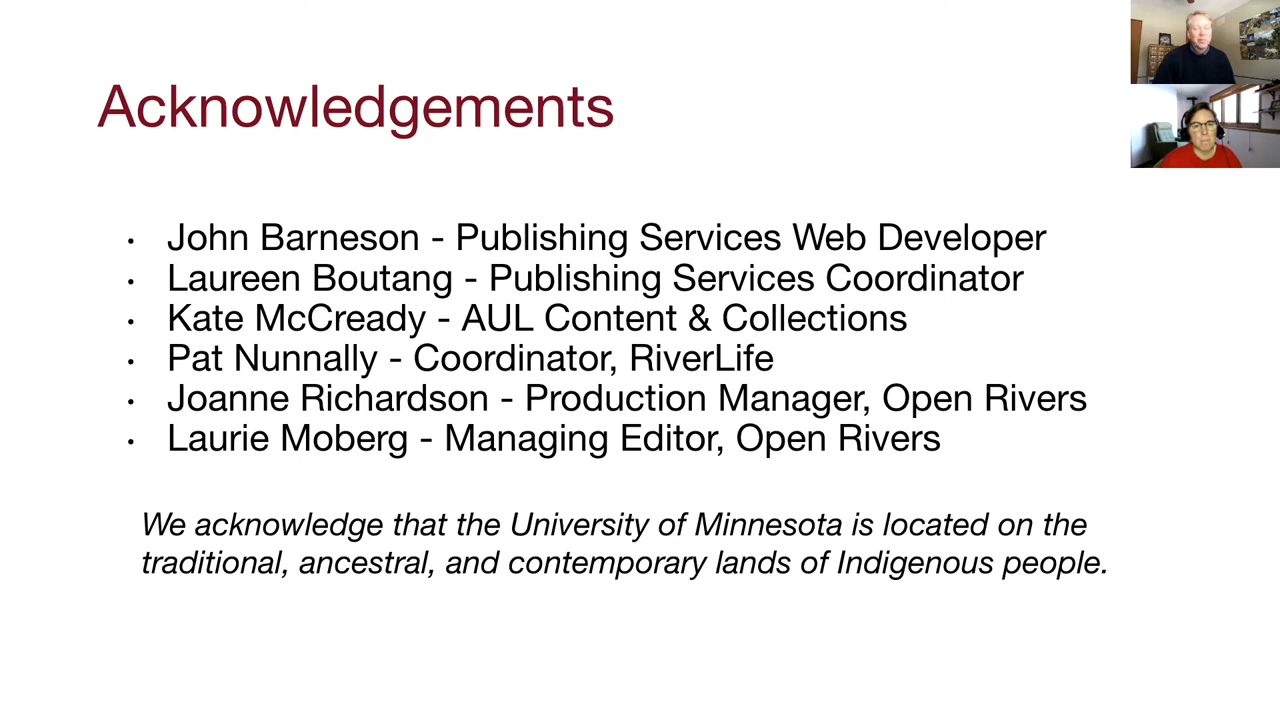 Acknowledgements
• John Barneson - Publishing Services Web Developer
• Laureen Boutang - Publishing Services Coordinator
• Kate McCready - AUL Content & Collections
• Pat Nunnally - Coordinator, RiverLife
• Joanne Richardson - Production Manager, Open Rivers
• Laurie Moberg - Managing Editor, Open Rivers
We acknowledge that the University of Minnesota is located on the
traditional, ancestral, and contemporary lands of Indigenous people.